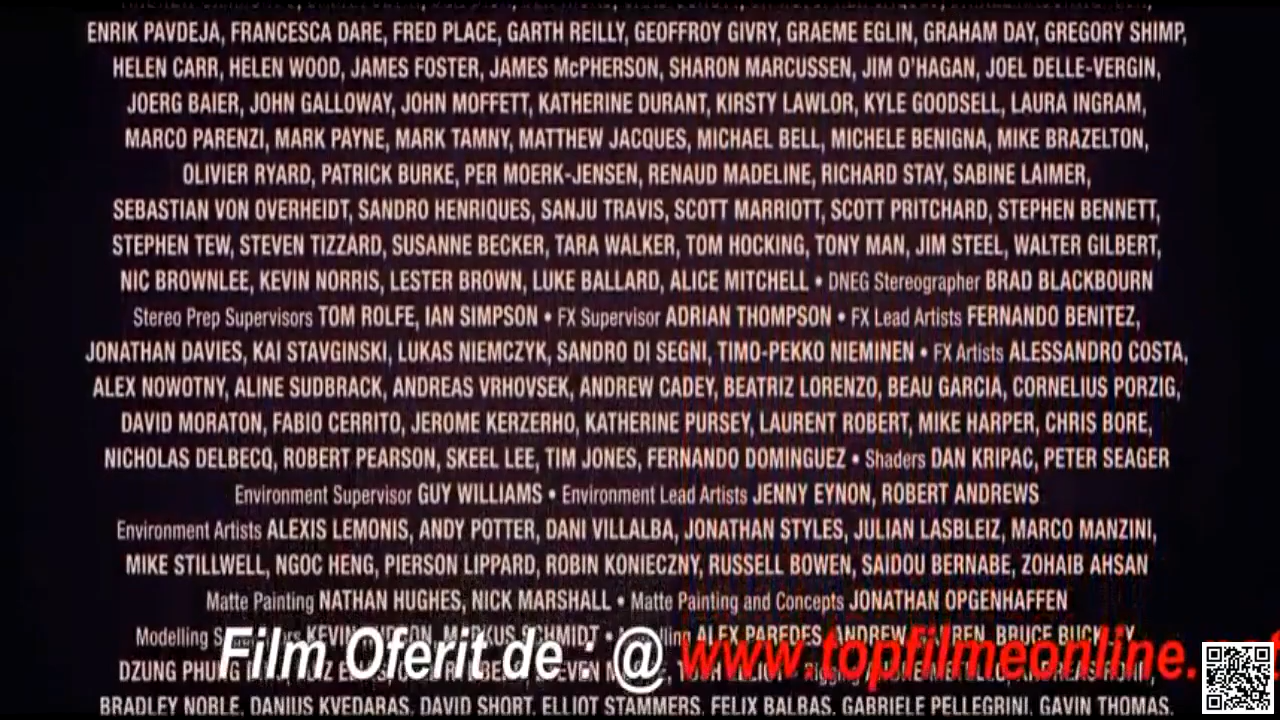 ENRIK PAVDEJA, FRANCESCA DARE, FRED PLACE, GARTH REILLY, GEOFFROY GIVRY, GRAEME EGLIN, GRAHAM DAY, GREGORY SHIMP,
HELEN CARR, HELEN WOOD, JAMES FOSTER, JAMES McPHERSON, SHARON MARCUSSEN, JIM O'HAGAN, JOEL DELLE-VERGIN,
JOERG BAIER, JOHN GALLOWAY, JOHN MOFFETT, KATHERINE DURANT, KIRSTY LAWLOR, KYLE GOODSELL, LAURA INGRAM,
MARCO PARENZI, MARK PAYNE, MARK TAMNY, MATTHEW JACQUES, MICHAEL BELL, MICHELE BENIGNA, MIKE BRAZELTON,
OLIVIER RYARD, PATRICK BURKE, PER MOERK-JENSEN, RENAUD MADELINE, RICHARD STAY, SABINE LAIMER,
SEBASTIAN VON OVERHEIDT, SANDRO HENRIQUES, SANJU TRAVIS, SCOTT MARRIOTT, SCOTT PRITCHARD, STEPHEN BENNETT,
STEPHEN TEW, STEVEN TIZZARD, SUSANNE BECKER, TARA WALKER, TOM HOCKING, TONY MAN, JIM STEEL, WALTER GILBERT,
NIC BROWNLEE, KEVIN NORRIS, LESTER BROWN, LUKE BALLARD, ALICE MITCHELL • DNEG Stereographer BRAD BLACKBOURN
Stereo Prep Supervisors TOM ROLFE, IAN SIMPSON • FX Supervisor ADRIAN THOMPSON • FX Lead Artists FERNANDO BENITEZ,
JONATHAN DAVIES, KAI STAVGINSKI, LUKAS NIEMCZYK, SANDRO DI SEGNI, TIMO-PEKKO NIEMINEN • FX Artists ALESSANDRO COSTA,
ALEX NOWOTNY, ALINE SUDBRACK, ANDREAS VRHOVSEK, ANDREW CADEY, BEATRIZ LORENZO, BEAU GARCIA, CORNELIUS PORZIG,
DAVID MORATON, FABIO CERRITO, JEROME KERZERHO, KATHERINE PURSEY, LAURENT ROBERT, MIKE HARPER, CHRIS BORE,
NICHOLAS DELBECQ, ROBERT PEARSON, SKEEL LEE, TIM JONES, FERNANDO DOMINGUEZ • Shaders DAN KRIPAC, PETER SEAGER
Environment Supervisor GUY WILLIAMS • Environment Lead Artists JENNY EYNON, ROBERT ANDREWS
Environment Artists ALEXIS LEMONIS, ANDY POTTER, DANI VILLALBA, JONATHAN STYLES, JULIAN LASBLEIZ, MARCO MANZINI,
MIKE STILLWELL, NGOC HENG, PIERSON LIPPARD, ROBIN KONIECZNY, RUSSELL BOWEN, SAIDOU BERNABE, ZOHAIB AHSAN
Matte Painting NATHAN HUGHES, NICK MARSHALL • Matte Painting and Concepts JONATHAN OPGENHAFFEN
Modelling KEVIN SCHMIDT • ALEX PAREDES, ANDREW BRUCE
Film Oferit de : @ www.topfilmeonline.
DZUNG
BRADLEY NOBLE, DANIUS KVEDARAS, DAVID SHORT, ELLIOT STAMMERS, FELIX BALBAS, GABRIELE PELLEGRINI, GAVIN THOMAS,